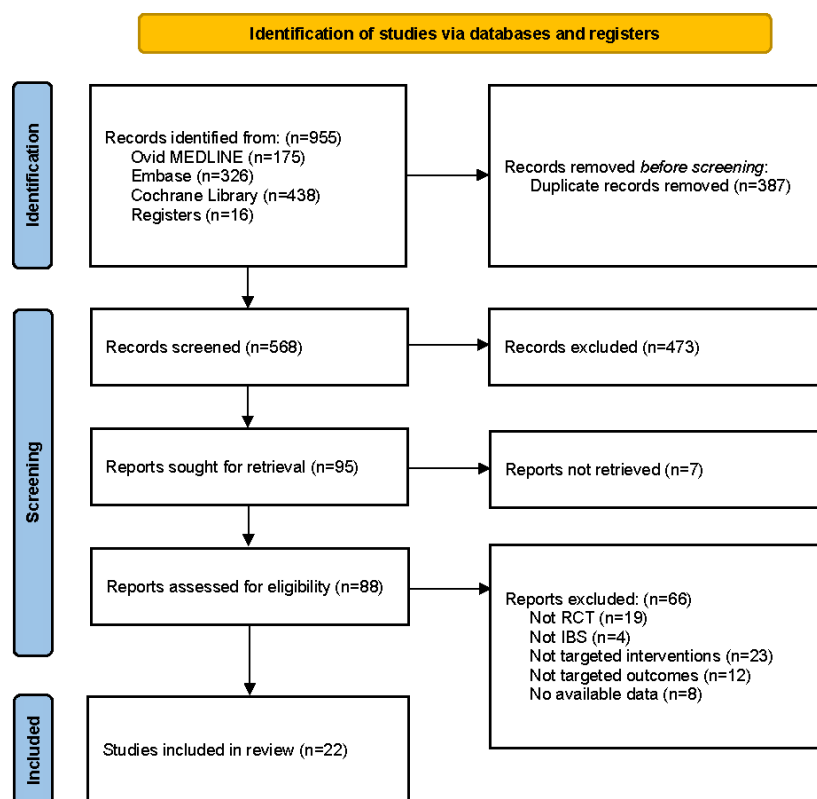 Identification of studies via databases and registers
Identification
Records identified from: (n=955)
Ovid MEDLINE (n=175)
Embase (n=326)
Cochrane Library (n=438)
Registers (n=16)
Records removed before screening:
Duplicate records removed (n=387)
Screening
Records screened (n=568)
Records excluded (n=473)
Reports sought for retrieval (n=95)
Reports not retrieved (n=7)
Reports assessed for eligibility (n=88)
Reports excluded: (n=66)
Not RCT (n=19)
Not IBS (n=4)
Not targeted interventions (n=23)
Not targeted outcomes (n=12)
No available data (n=8)
Included
Studies included in review (n=22)